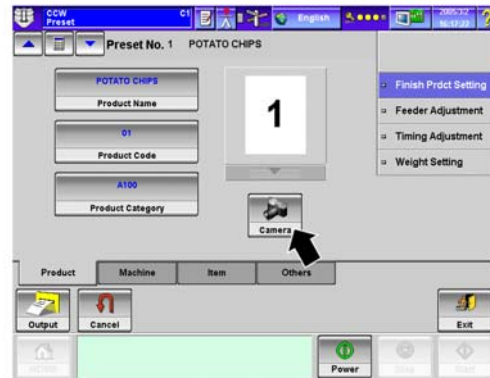 CCW
Preset
C1
English
2005/3/2
16:17:22
Preset No. 1 POTATO CHIPS
POTATO CHIPS
Product Name
01
Product Code
A100
Product Category
1
Camera
Finish Prdct Setting
Feeder Adjustment
Timing Adjustment
Weight Setting
Product
Machine
Item
Others
Output
Cancel
Exit
Power
Stop
Start